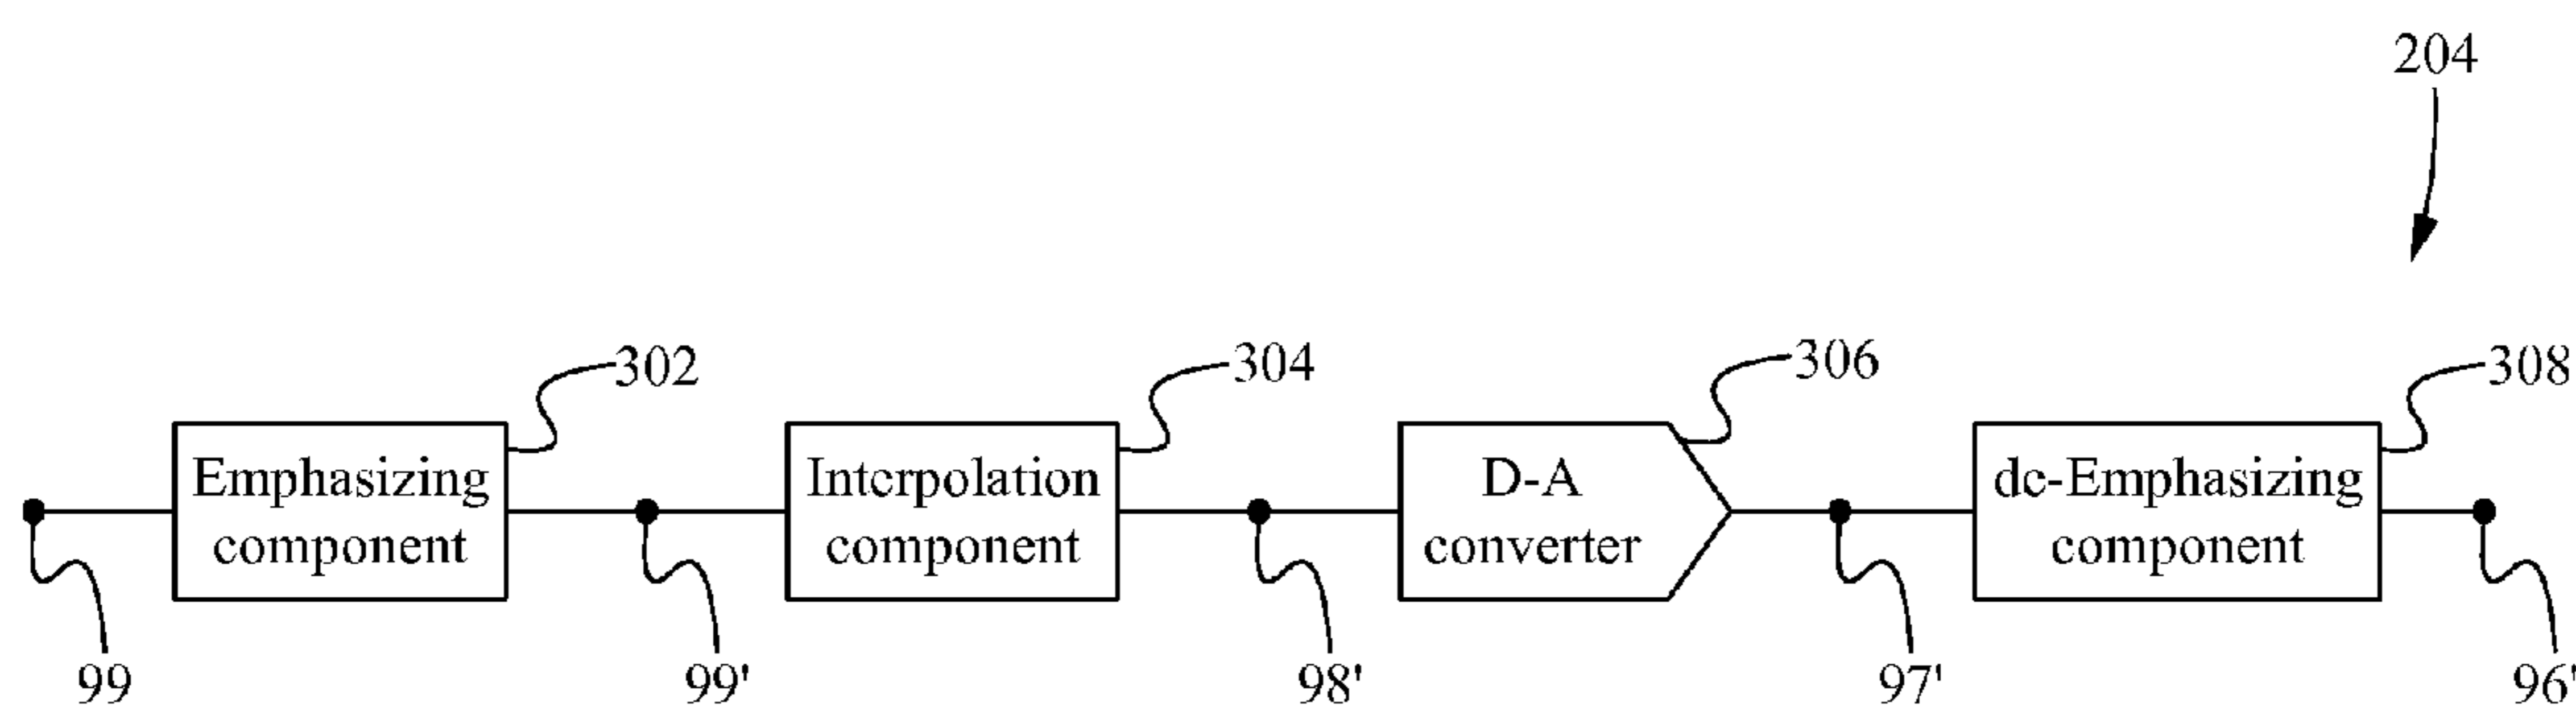 204
302
304
306
308
Emphasizing
component
Interpolation
component
D-A
converter
de-Emphasizing
component
99
99'
98'
97'
96'